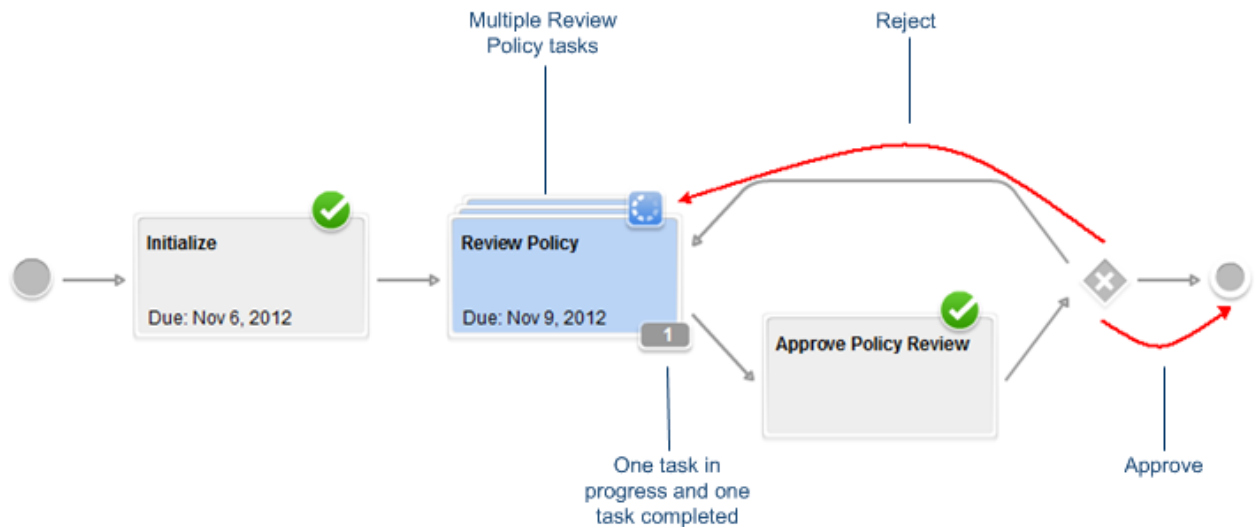 Multiple Review
Policy tasks
Reject
Initialize
Due: Nov 6, 2012
Review Policy
Due: Nov 9, 2012
1
Approve Policy Review
One task in
progress and one
task completed
Approve